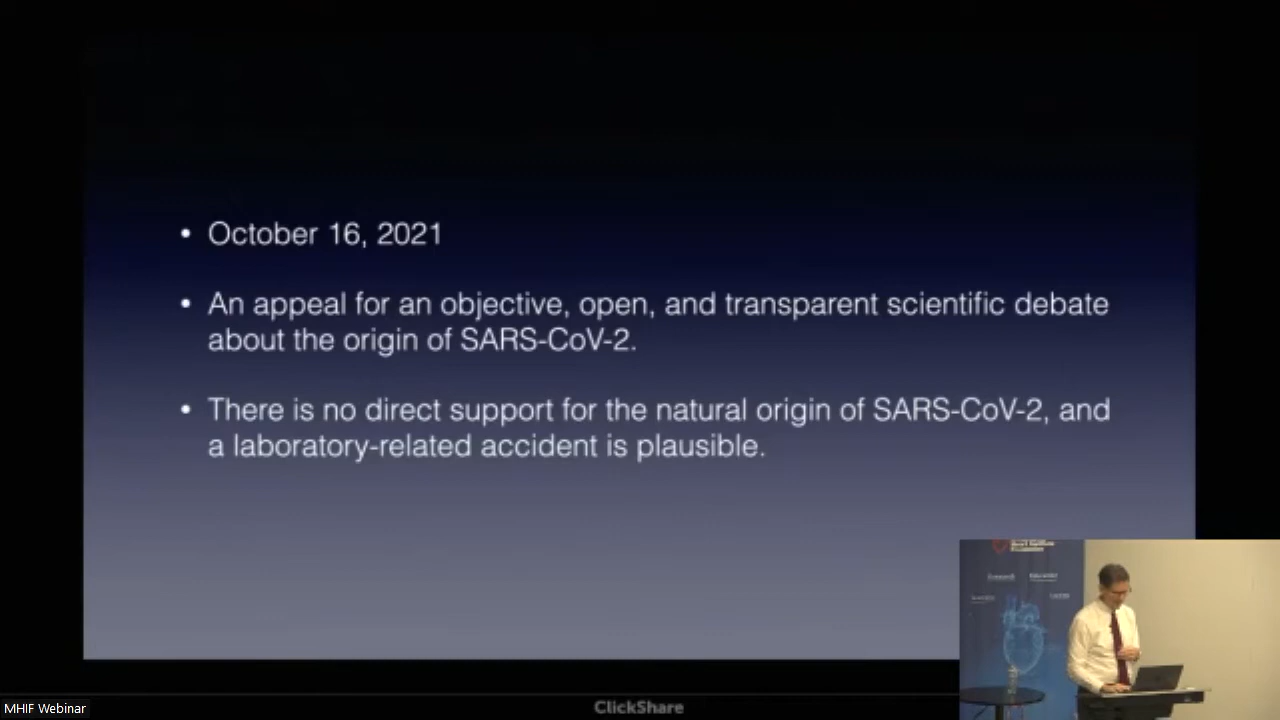 • October 16, 2021
• An appeal for an objective, open, and transparent scientific debate
about the origin of SARS-CoV-2.
• There is no direct support for the natural origin of SARS-CoV-2, and
a laboratory-related accident is plausible.
MHIF Webinar
ClickShare